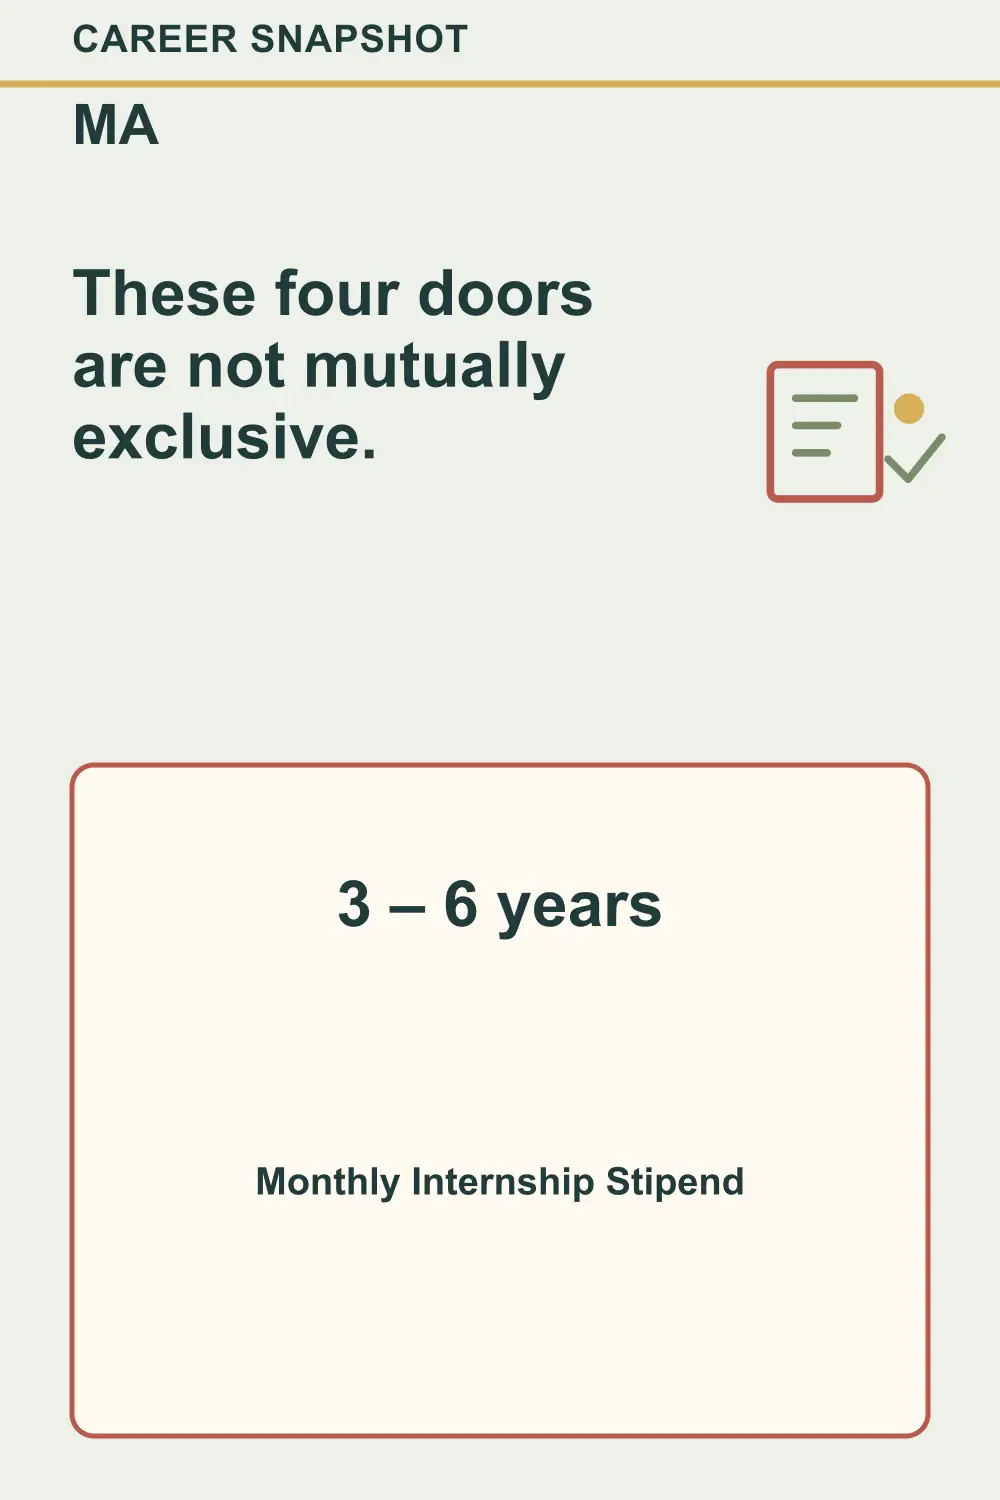 CAREER SNAPSHOT
MA
These four doors
are not mutually
exclusive.
3 – 6 years
Monthly Internship Stipend